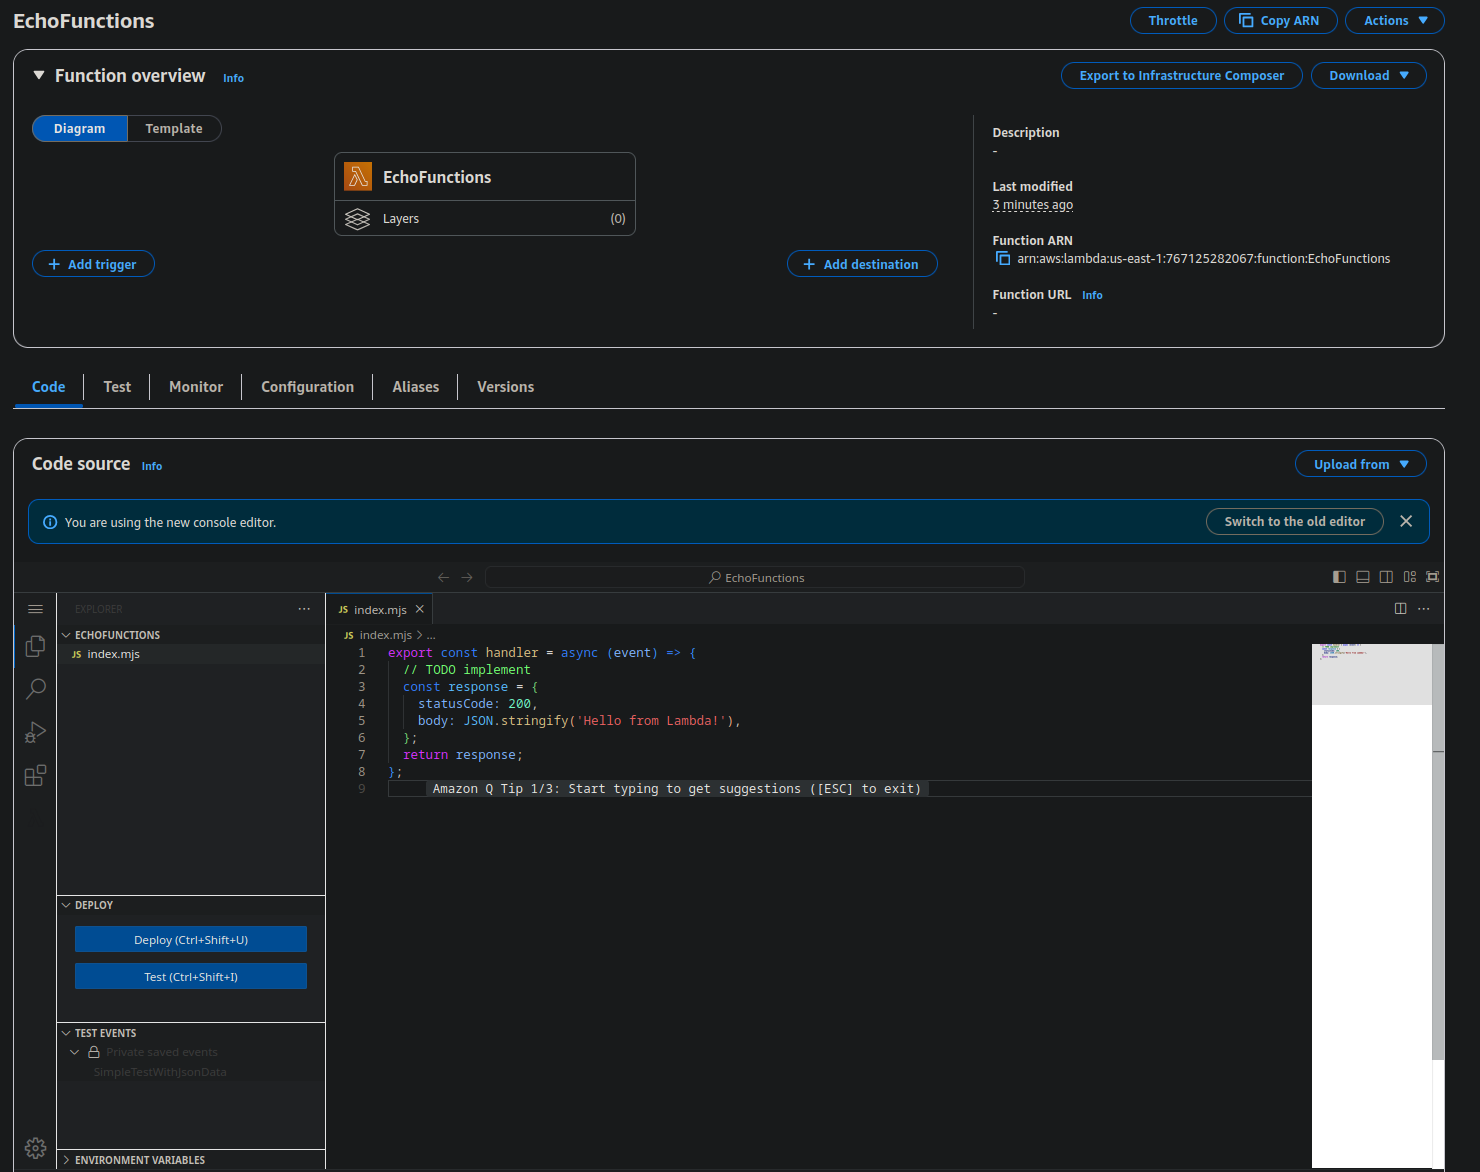 EchoFunctions
Throttle
Copy ARN
Actions
Function overview Info
Export to Infrastructure Composer
Download
Diagram
Template
EchoFunctions
Layers (0)
Add trigger
Add destination
Description
-
Last modified
3 minutes ago
Function ARN
arn:aws:lambda:us-east-1:767125282067:function:EchoFunctions
Function URL Info
-
Code
Test
Monitor
Configuration
Aliases
Versions
Code source Info
Upload from
You are using the new console editor.
Switch to the old editor
EchoFunctions
EXPLORER
ECHOFUNCTIONS
JS index.mjs
DEPLOY
Deploy (Ctrl+Shift+U)
Test (Ctrl+Shift+I)
TEST EVENTS
Private saved events
SimpleTestWithJsonData
ENVIRONMENT VARIABLES
JS index.mjs
JS index.mjs > ...
1 export const handler = async (event) => {
2 // TODO implement
3 const response = {
4 statusCode: 200,
5 body: JSON.stringify('Hello from Lambda!'),
6 };
7 return response;
8 };
9 Amazon Q Tip 1/3: Start typing to get suggestions ([ESC] to exit)